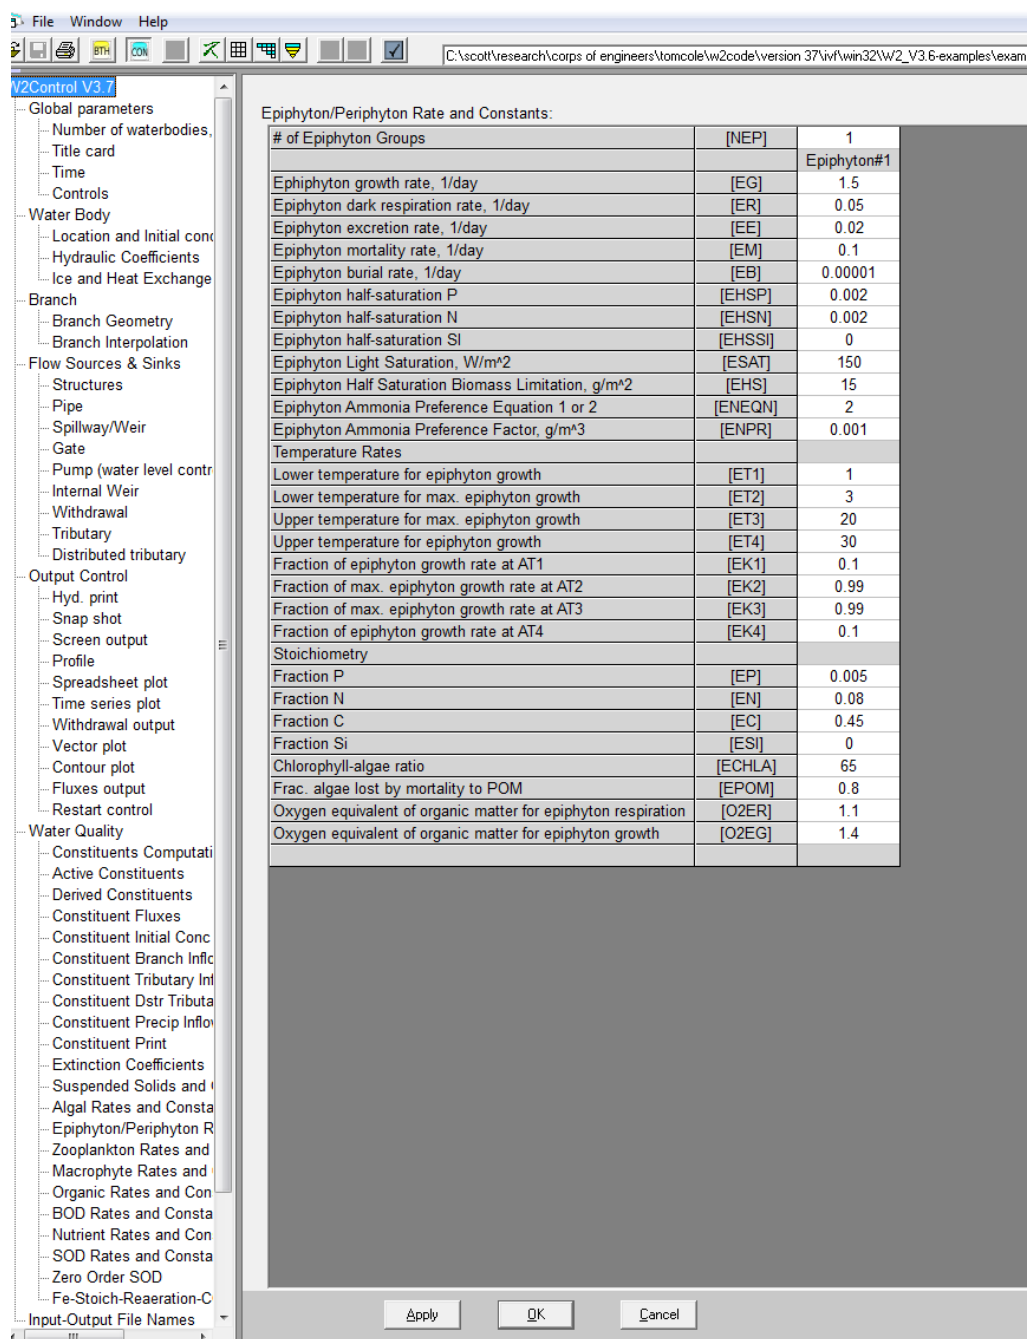 File Window Help
BTH CON
C:\scott\research\corps of engineers\tomcole\w2code\version 37\ivf\win32\W2_V3.6-examples\exam
W2Control V3.7
Global parameters
Number of waterbodies,
Title card
Time
Controls
Water Body
Location and Initial conc
Hydraulic Coefficients
Ice and Heat Exchange
Branch
Branch Geometry
Branch Interpolation
Flow Sources & Sinks
Structures
Pipe
Spillway/Weir
Gate
Pump (water level contr
Internal Weir
Withdrawal
Tributary
Distributed tributary
Output Control
Hyd. print
Snap shot
Screen output
Profile
Spreadsheet plot
Time series plot
Withdrawal output
Vector plot
Contour plot
Fluxes output
Restart control
Water Quality
Constituents Computati
Active Constituents
Derived Constituents
Constituent Fluxes
Constituent Initial Conc
Constituent Branch Inflc
Constituent Tributary Inf
Constituent Dstr Tributa
Constituent Precip Inflov
Constituent Print
Extinction Coefficients
Suspended Solids and
Algal Rates and Consta
Epiphyton/Periphyton R
Zooplankton Rates and
Macrophyte Rates and
Organic Rates and Con
BOD Rates and Consta
Nutrient Rates and Con
SOD Rates and Consta
Zero Order SOD
Fe-Stoich-Reaeration-C
Input-Output File Names
Epiphyton/Periphyton Rate and Constants:
# of Epiphyton Groups [NEP] 1
Epiphyton#1
Ephiphyton growth rate, 1/day [EG] 1.5
Epiphyton dark respiration rate, 1/day [ER] 0.05
Epiphyton excretion rate, 1/day [EE] 0.02
Epiphyton mortality rate, 1/day [EM] 0.1
Epiphyton burial rate, 1/day [EB] 0.00001
Epiphyton half-saturation P [EHSP] 0.002
Epiphyton half-saturation N [EHSN] 0.002
Epiphyton half-saturation SI [EHSSI] 0
Epiphyton Light Saturation, W/m^2 [ESAT] 150
Epiphyton Half Saturation Biomass Limitation, g/m^2 [EHS] 15
Epiphyton Ammonia Preference Equation 1 or 2 [ENEQN] 2
Epiphyton Ammonia Preference Factor, g/m^3 [ENPR] 0.001
Temperature Rates
Lower temperature for epiphyton growth [ET1] 1
Lower temperature for max. epiphyton growth [ET2] 3
Upper temperature for max. epiphyton growth [ET3] 20
Upper temperature for epiphyton growth [ET4] 30
Fraction of epiphyton growth rate at AT1 [EK1] 0.1
Fraction of max. epiphyton growth rate at AT2 [EK2] 0.99
Fraction of max. epiphyton growth rate at AT3 [EK3] 0.99
Fraction of epiphyton growth rate at AT4 [EK4] 0.1
Stoichiometry
Fraction P [EP] 0.005
Fraction N [EN] 0.08
Fraction C [EC] 0.45
Fraction Si [ESI] 0
Chlorophyll-algae ratio [ECHLA] 65
Frac. algae lost by mortality to POM [EPOM] 0.8
Oxygen equivalent of organic matter for epiphyton respiration [O2ER] 1.1
Oxygen equivalent of organic matter for epiphyton growth [O2EG] 1.4
Apply OK Cancel